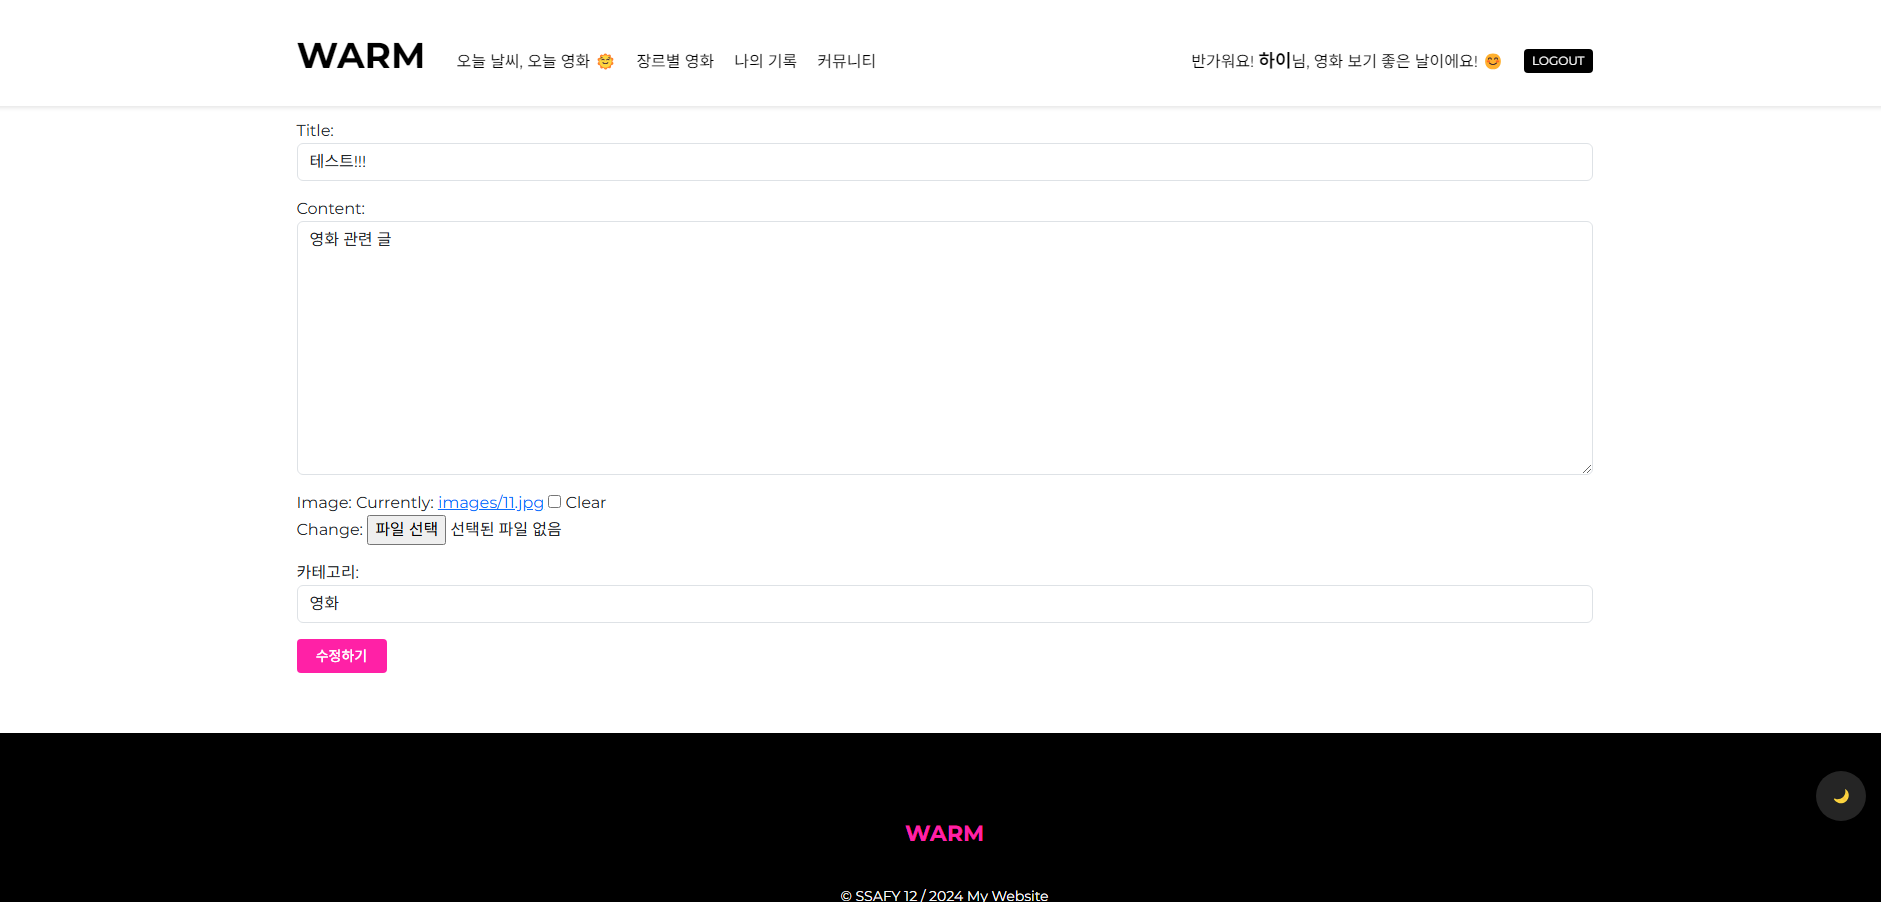 WARM
오늘 날씨, 오늘 영화 🌞
장르별 영화
나의 기록
커뮤니티
반가워요! 하이님, 영화 보기 좋은 날이에요! 😊
LOGOUT
Title:
테스트!!!
Content:
영화 관련 글
Image: Currently: images/11.jpg Clear
Change: 파일 선택 선택된 파일 없음
카테고리:
영화
수정하기
WARM
© SSAFY 12 / 2024 My Website